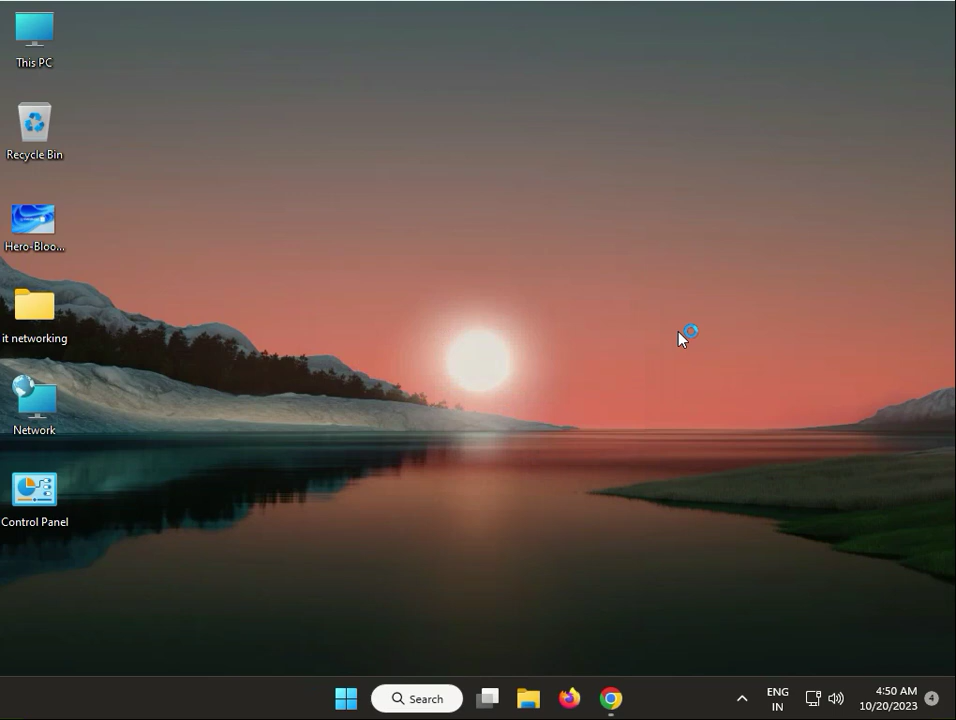 This PC
Recycle Bin
Hero-Bloo...
it networking
Network
Control Panel
Search
ENG
IN
4:50 AM
10/20/2023
4